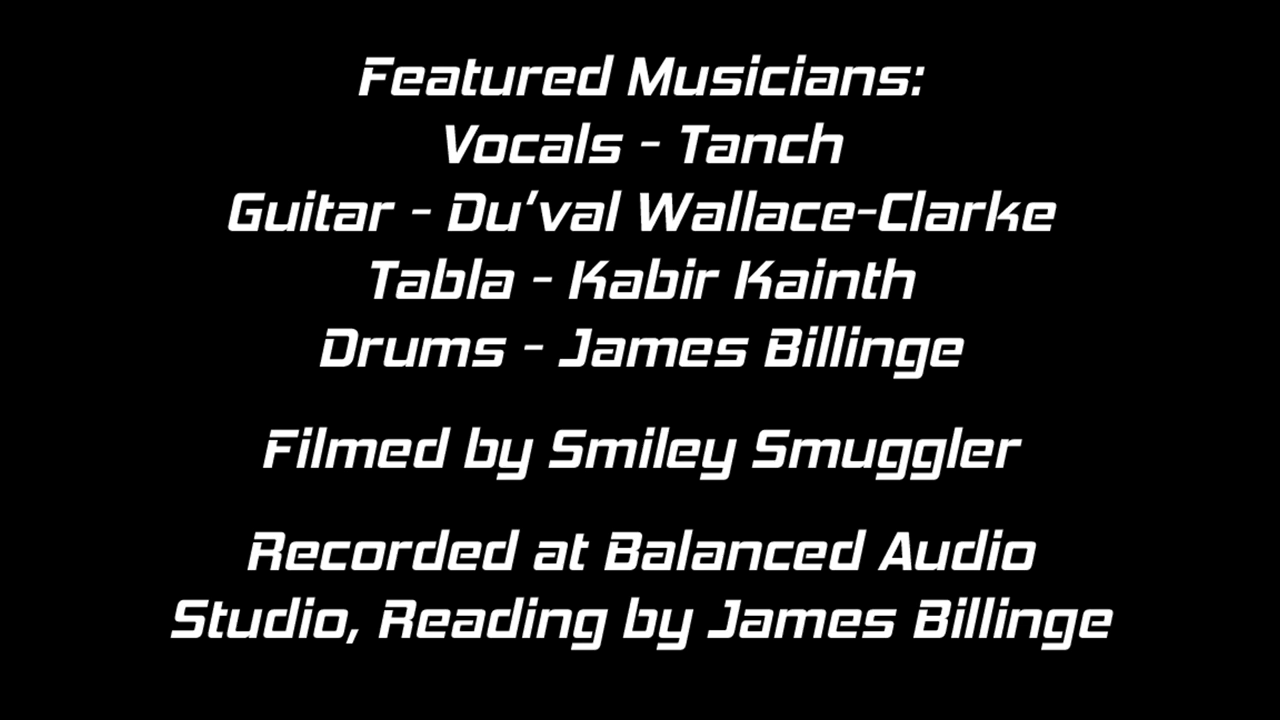 Featured Musicians:
Vocals - Tanch
Guitar - Du'val Wallace-Clarke
Tabla - Kabir Kainth
Drums - James Billinge
Filmed by Smiley Smuggler
Recorded at Balanced Audio
Studio, Reading by James Billinge